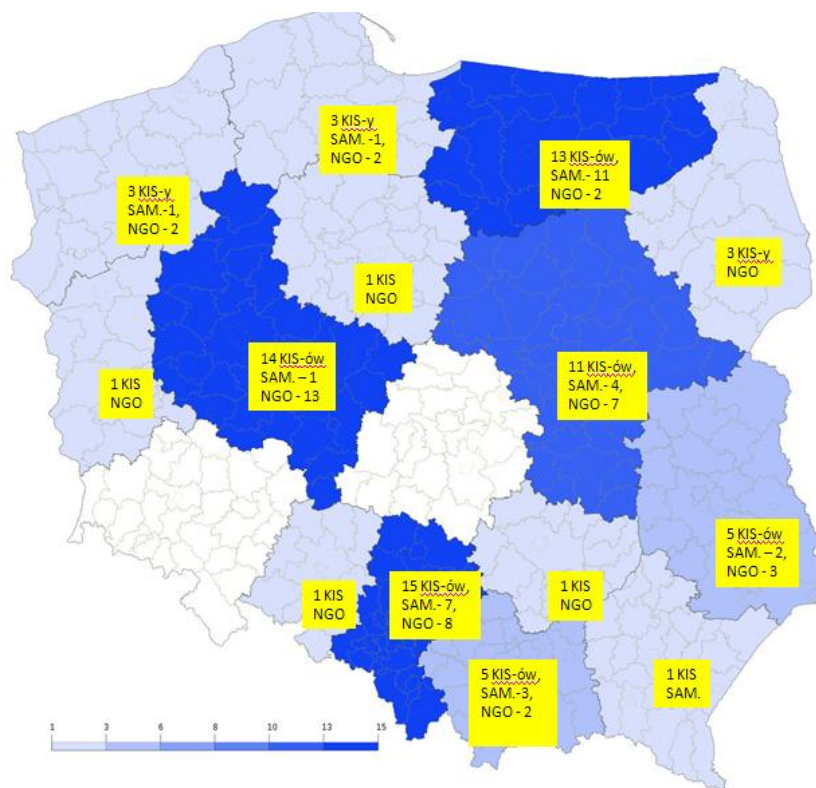 3 KIS-y
SAM. -1,
NGO - 2
13 KIS-ów,
SAM.- 11
NGO - 2
3 KIS-y
SAM.-1,
NGO - 2
3 KIS-y
NGO
1 KIS
NGO
14 KIS-ów
SAM. – 1
NGO - 13
11 KIS-ów,
SAM.- 4,
NGO - 7
1 KIS
NGO
5 KIS-ów
SAM. – 2,
NGO - 3
1 KIS
NGO
15 KIS-ów,
SAM.- 7,
NGO - 8
1 KIS
NGO
5 KIS-ów,
SAM.-3,
NGO - 2
1 KIS
SAM.
1 3 6 8 10 13 15